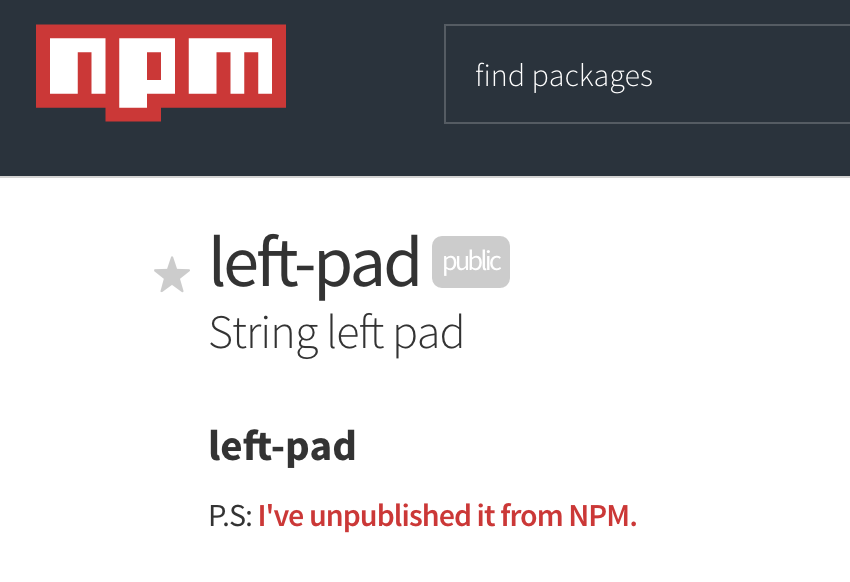 npm
find packages
left-pad public
String left pad
left-pad
P.S: I've unpublished it from NPM.